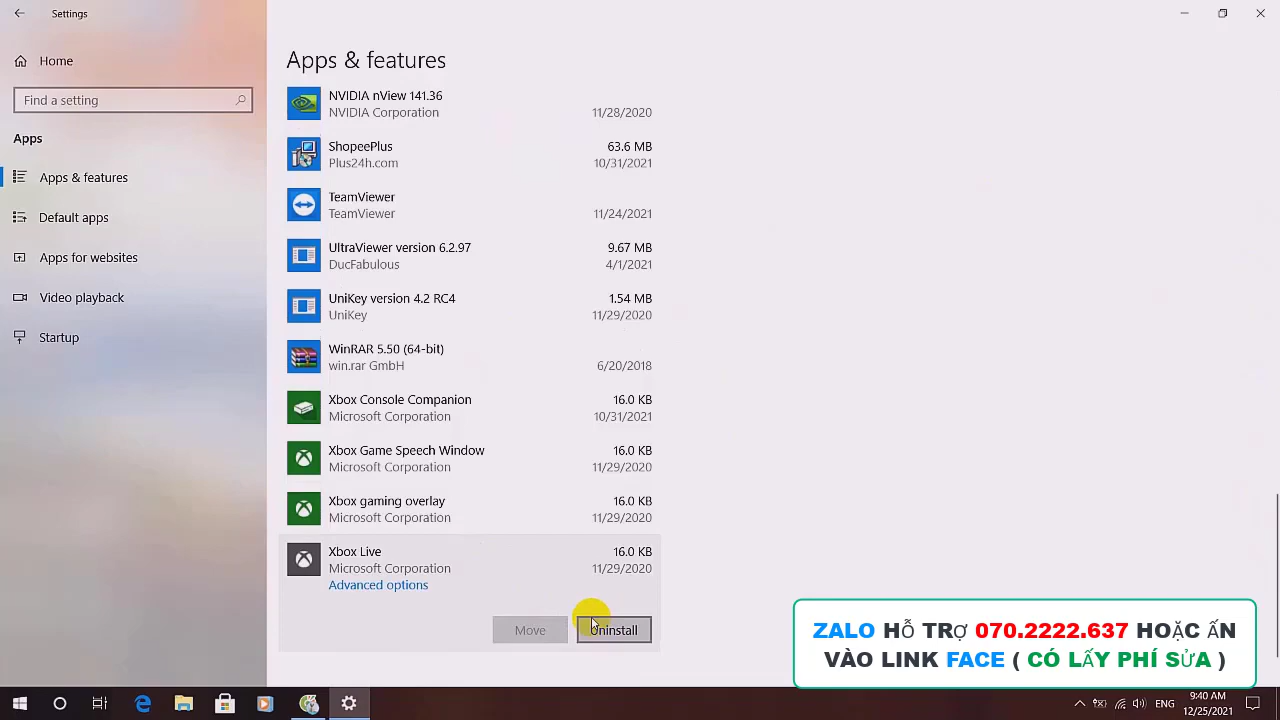 Settings
Home
Find a setting
Apps
Apps & features
Default apps
Apps for websites
Video playback
Startup
Apps & features
NVIDIA nView 141.36
NVIDIA Corporation 11/28/2020
ShopeePlus 63.6 MB
Plus24h.com 10/31/2021
TeamViewer
TeamViewer 11/24/2021
UltraViewer version 6.2.97 9.67 MB
DucFabulous 4/1/2021
UniKey version 4.2 RC4 1.54 MB
UniKey 11/29/2020
WinRAR 5.50 (64-bit)
win.rar GmbH 6/20/2018
Xbox Console Companion 16.0 KB
Microsoft Corporation 10/31/2021
Xbox Game Speech Window 16.0 KB
Microsoft Corporation 11/29/2020
Xbox gaming overlay 16.0 KB
Microsoft Corporation 11/29/2020
Xbox Live 16.0 KB
Microsoft Corporation 11/29/2020
Advanced options
Move Uninstall
ZALO HỖ TRỢ 070.2222.637 HOẶC ẤN
VÀO LINK FACE ( CÓ LẤY PHÍ SỬA )
ENG
9:40 AM
12/25/2021